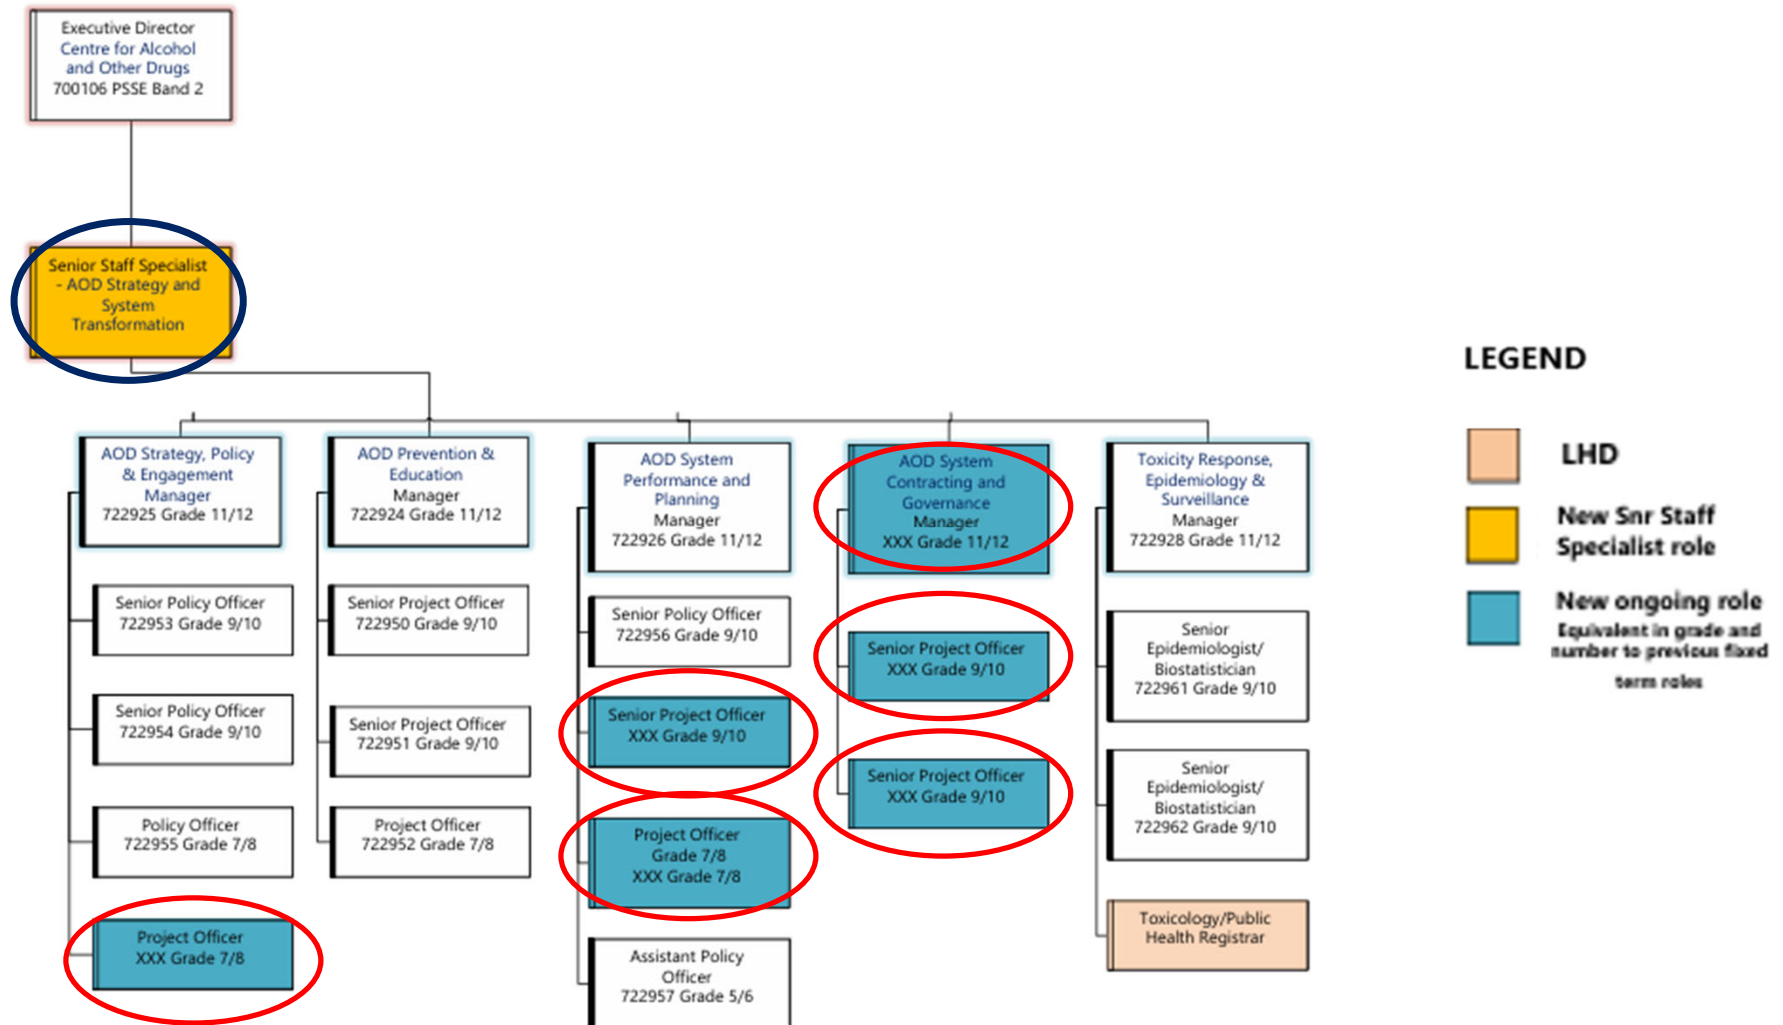 Executive Director
Centre for Alcohol
and Other Drugs
700106 PSSE Band 2
Senior Staff Specialist
- AOD Strategy and
System
Transformation
AOD Strategy, Policy
& Engagement
Manager
722925 Grade 11/12
Senior Policy Officer
722953 Grade 9/10
Senior Policy Officer
722954 Grade 9/10
Policy Officer
722955 Grade 7/8
Project Officer
XXX Grade 7/8
AOD Prevention &
Education
Manager
722924 Grade 11/12
Senior Project Officer
722950 Grade 9/10
Senior Project Officer
722951 Grade 9/10
Project Officer
722952 Grade 7/8
AOD System
Performance and
Planning
Manager
722926 Grade 11/12
Senior Policy Officer
722956 Grade 9/10
Senior Project Officer
XXX Grade 9/10
Project Officer
Grade 7/8
XXX Grade 7/8
Assistant Policy
Officer
722957 Grade 5/6
AOD System
Contracting and
Governance
Manager
XXX Grade 11/12
Senior Project Officer
XXX Grade 9/10
Senior Project Officer
XXX Grade 9/10
Toxicity Response,
Epidemiology &
Surveillance
Manager
722928 Grade 11/12
Senior
Epidemiologist/
Biostatistician
722961 Grade 9/10
Senior
Epidemiologist/
Biostatistician
722962 Grade 9/10
Toxicology/Public
Health Registrar
LEGEND
LHD
New Snr Staff
Specialist role
New ongoing role
Equivalent in grade and
number to previous fixed
term roles